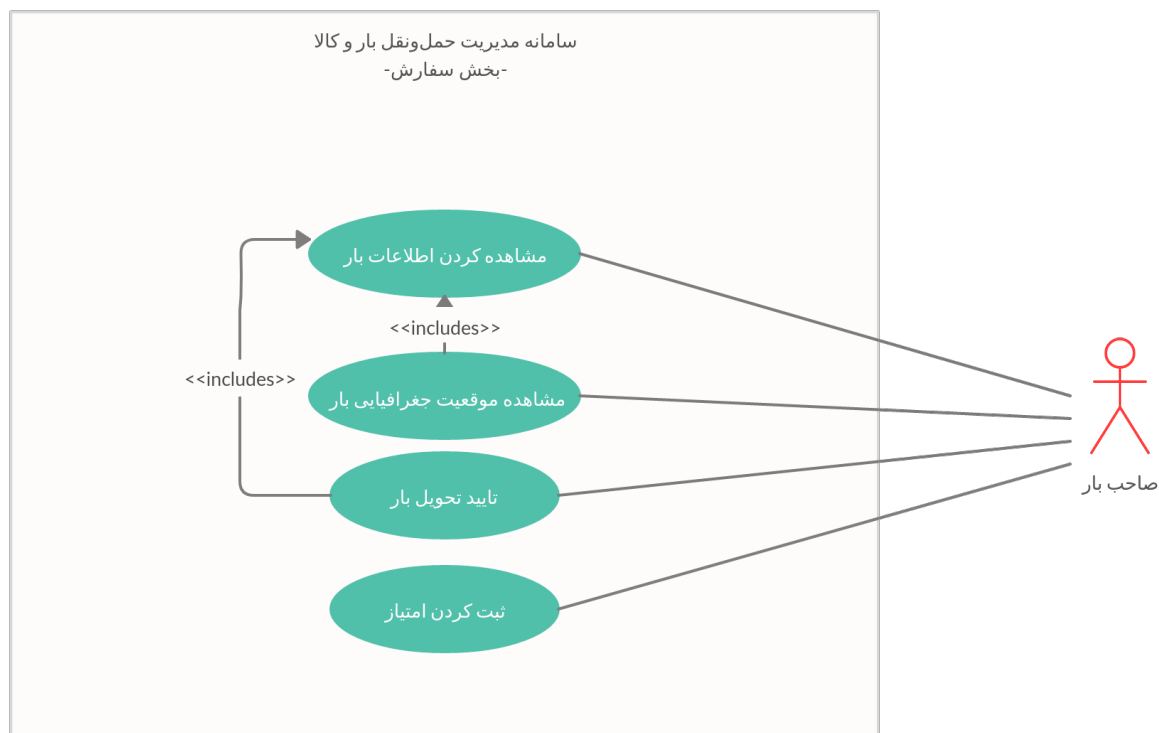 سامانه مدیریت حمل‌ونقل بار و کالا
-بخش سفارش-
مشاهده کردن اطلاعات بار
<<includes>>
<<includes>>
مشاهده موقعیت جغرافیایی بار
تایید تحویل بار
صاحب بار
ثبت کردن امتیاز